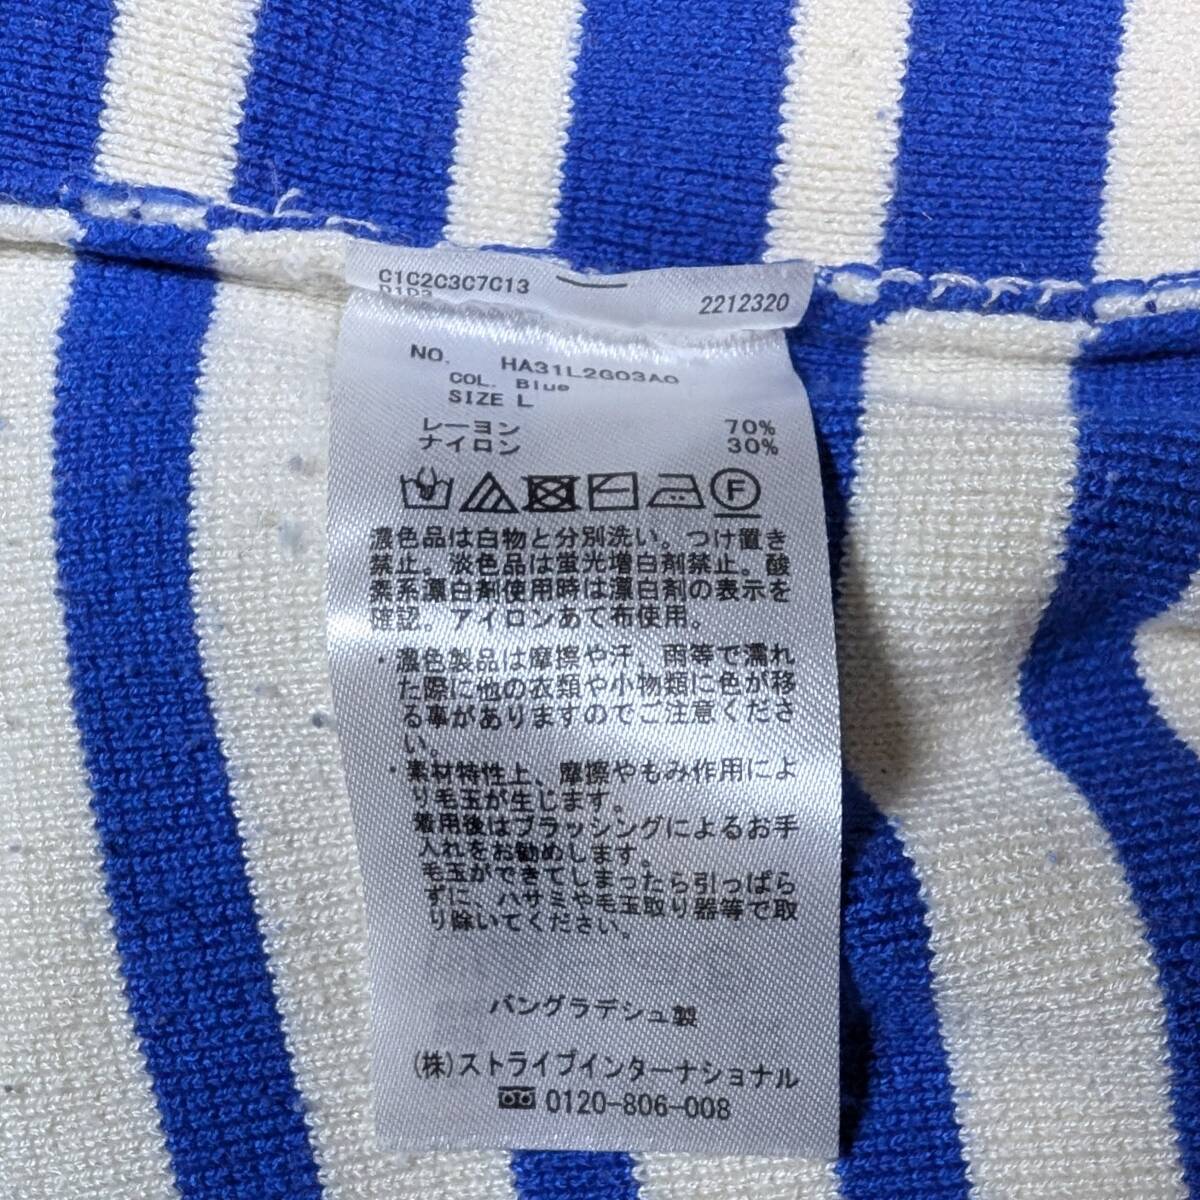 C1C2C3C7C13
D1D3
2212320
NO. HA31L2G03A0
COL. Blue
SIZE L
レーヨン 70%
ナイロン 30%
F
濃色品は白物と分別洗い。つけ置き
禁止。淡色品は蛍光増白剤禁止。酸
素系漂白剤使用時は漂白剤の表示を
確認。アイロンあて布使用。
・濃色製品は摩擦や汗、雨等で濡れ
た際に他の衣類や小物類に色が移
る事がありますのでご注意くださ
い。
・素材特性上、摩擦やもみ作用によ
り毛玉が生じます。
着用後はブラッシングによるお手
入れをお勧めします。
毛玉ができてしまったら引っぱら
ずに、ハサミや毛玉取り器等で取
り除いてください。
バングラデシュ製
(株)ストライプインターナショナル
0120-806-008